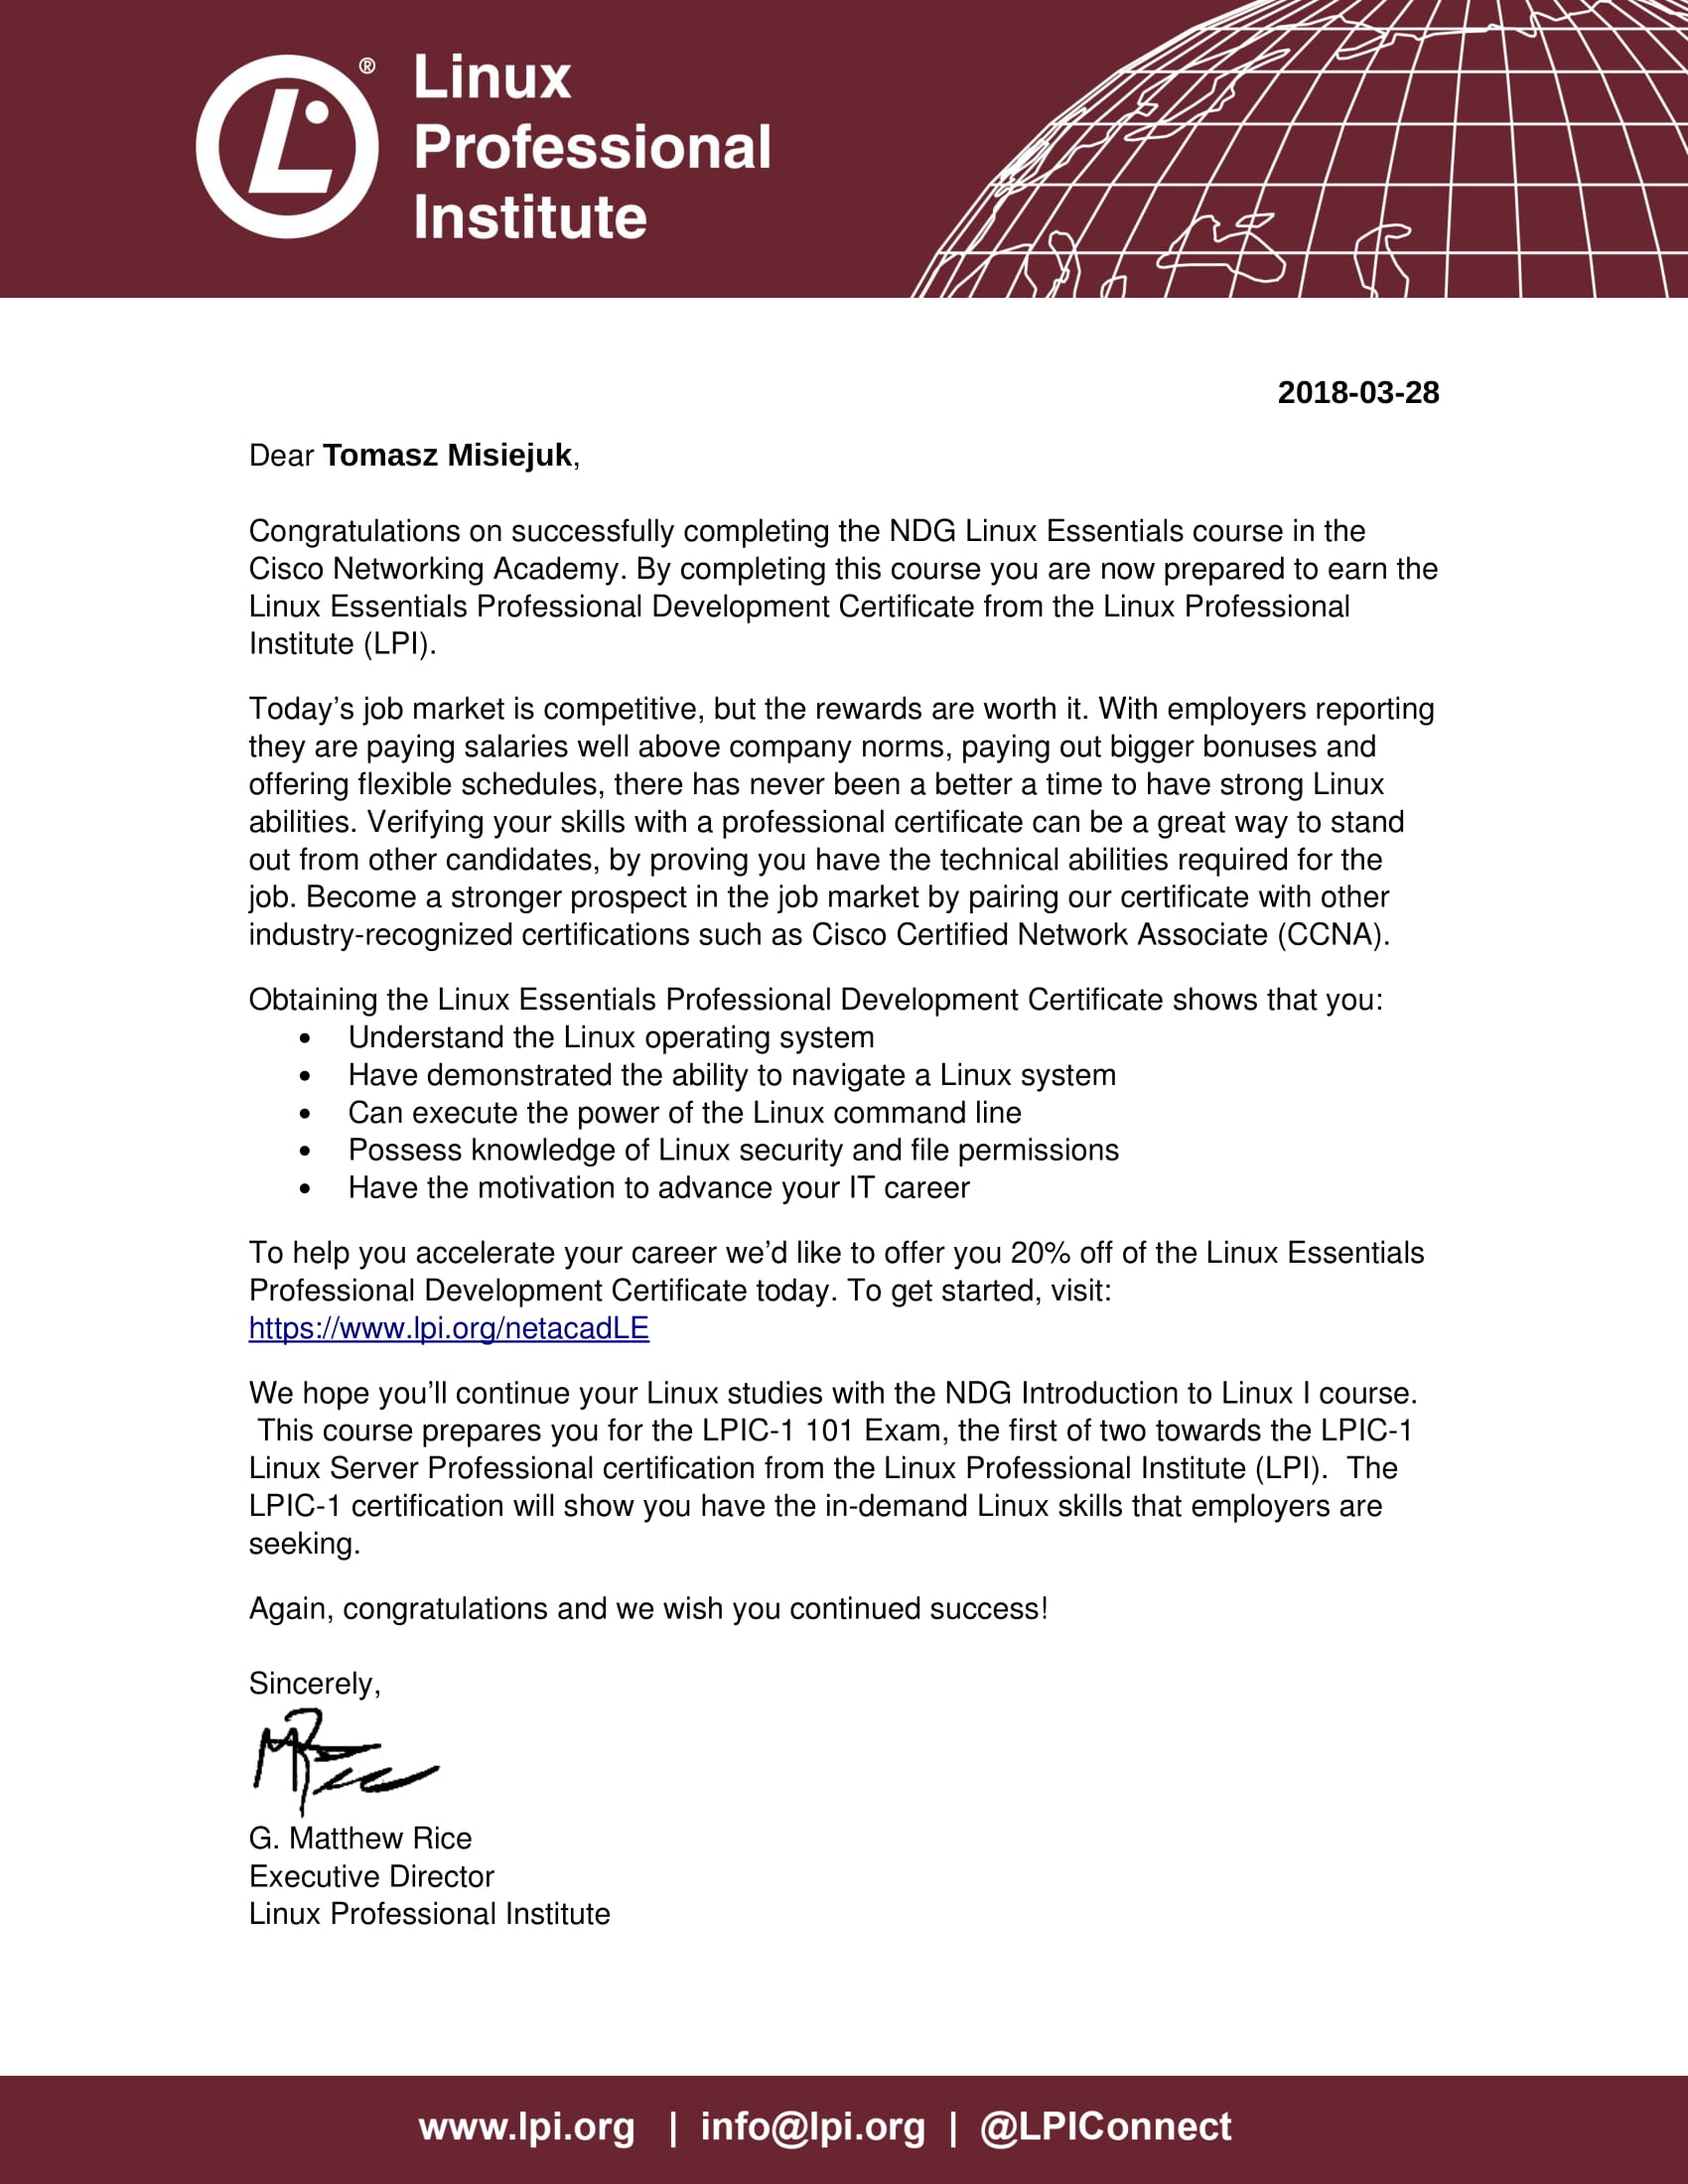 Linux
Professional
Institute
®
2018-03-28
Dear Tomasz Misiejuk,
Congratulations on successfully completing the NDG Linux Essentials course in the
Cisco Networking Academy. By completing this course you are now prepared to earn the
Linux Essentials Professional Development Certificate from the Linux Professional
Institute (LPI).
Today’s job market is competitive, but the rewards are worth it. With employers reporting
they are paying salaries well above company norms, paying out bigger bonuses and
offering flexible schedules, there has never been a better a time to have strong Linux
abilities. Verifying your skills with a professional certificate can be a great way to stand
out from other candidates, by proving you have the technical abilities required for the
job. Become a stronger prospect in the job market by pairing our certificate with other
industry-recognized certifications such as Cisco Certified Network Associate (CCNA).
Obtaining the Linux Essentials Professional Development Certificate shows that you:
• Understand the Linux operating system
• Have demonstrated the ability to navigate a Linux system
• Can execute the power of the Linux command line
• Possess knowledge of Linux security and file permissions
• Have the motivation to advance your IT career
To help you accelerate your career we’d like to offer you 20% off of the Linux Essentials
Professional Development Certificate today. To get started, visit:
https://www.lpi.org/netacadLE
We hope you’ll continue your Linux studies with the NDG Introduction to Linux I course.
This course prepares you for the LPIC-1 101 Exam, the first of two towards the LPIC-1
Linux Server Professional certification from the Linux Professional Institute (LPI).  The
LPIC-1 certification will show you have the in-demand Linux skills that employers are
seeking.
Again, congratulations and we wish you continued success!
Sincerely,
G. Matthew Rice
Executive Director
Linux Professional Institute
www.lpi.org | info@lpi.org | @LPIConnect